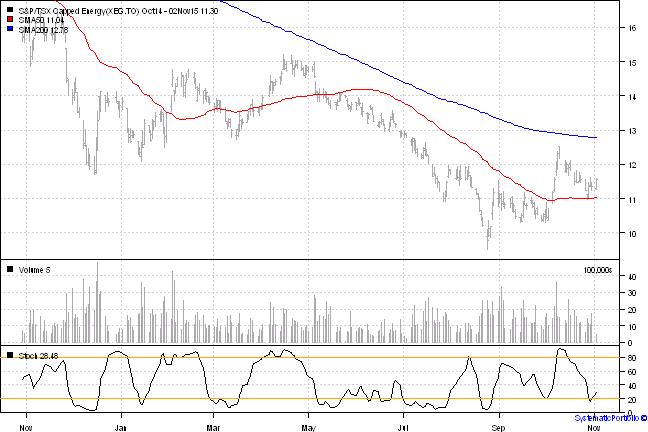 S&P/TSX Capped Energy(XEG.TO) Oct14 - 02Nov15 11.30
SMA50 11.04
SMA200 12.78
16
15
14
13
12
11
10
Volume 5
100,000s
40
30
20
10
0
Stoch 28.48
80
60
40
20
0
Nov
Jan
Mar
May
Jul
Sep
Nov
SystematicPortfolio ©